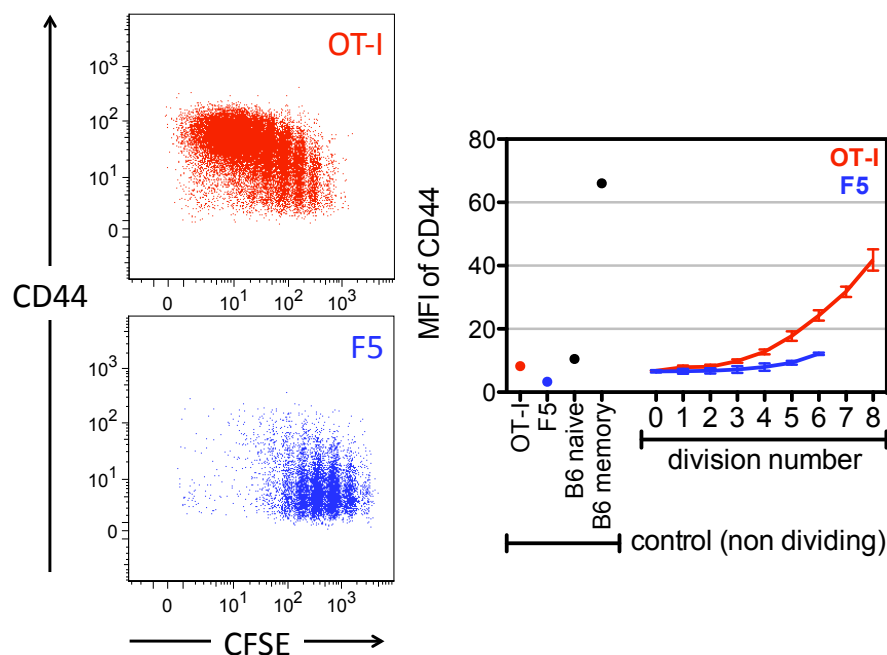 CD44
OT-I
10³
10²
10¹
0
0 10¹ 10² 10³
F5
10³
10²
10¹
0
0 10¹ 10² 10³
CFSE
MFI of CD44
80
60
40
20
0
OT-I
F5
OT-I
F5
B6 naive
B6 memory
0 1 2 3 4 5 6 7 8
division number
control (non dividing)